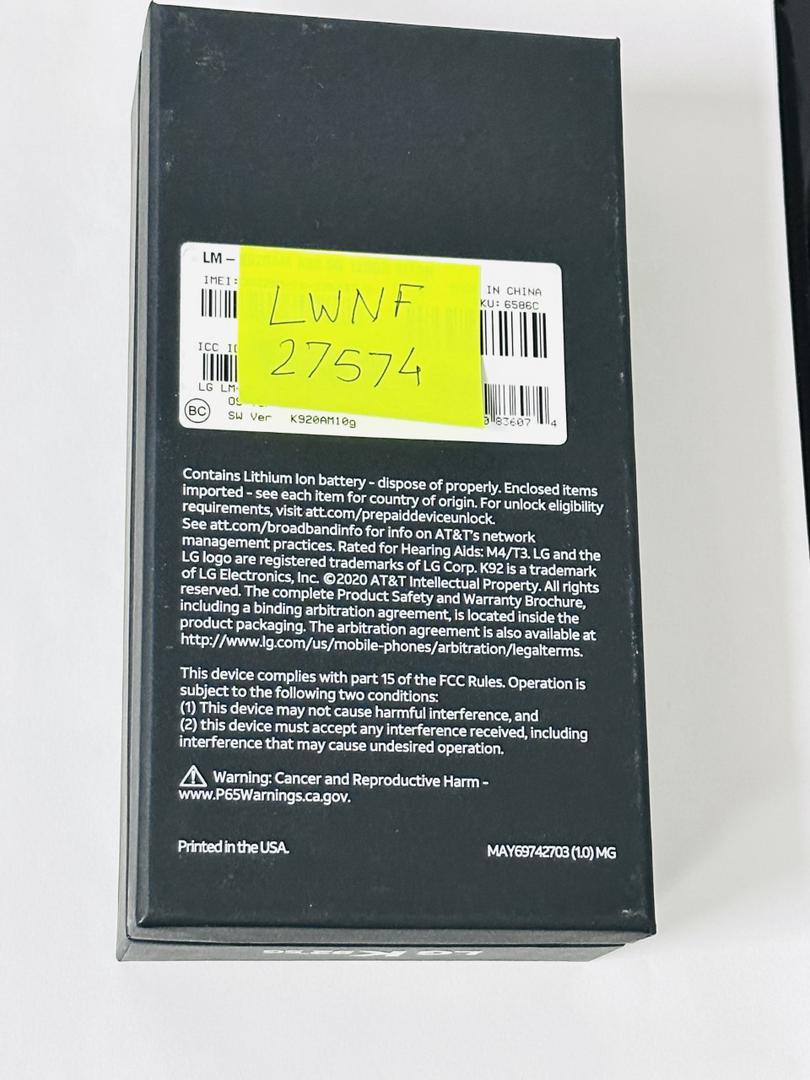 LM –
IMEI:
IN CHINA
KU: 6586C
LWNF
27574
ICC I
LG LM-
BC
SW Ver K920AM10g
83607 4
Contains Lithium Ion battery – dispose of properly. Enclosed items
imported – see each item for country of origin. For unlock eligibility
requirements, visit att.com/prepaiddeviceunlock.
See att.com/broadbandinfo for info on AT&T's network
management practices. Rated for Hearing Aids: M4/T3. LG and the
LG logo are registered trademarks of LG Corp. K92 is a trademark
of LG Electronics, Inc. ©2020 AT&T Intellectual Property. All rights
reserved. The complete Product Safety and Warranty Brochure,
including a binding arbitration agreement, is located inside the
product packaging. The arbitration agreement is also available at
http://www.lg.com/us/mobile-phones/arbitration/legalterms.
This device complies with part 15 of the FCC Rules. Operation is
subject to the following two conditions:
(1) This device may not cause harmful interference, and
(2) this device must accept any interference received, including
interference that may cause undesired operation.
Warning: Cancer and Reproductive Harm –
www.P65Warnings.ca.gov.
Printed in the USA.
MAY69742703 (1.0) MG